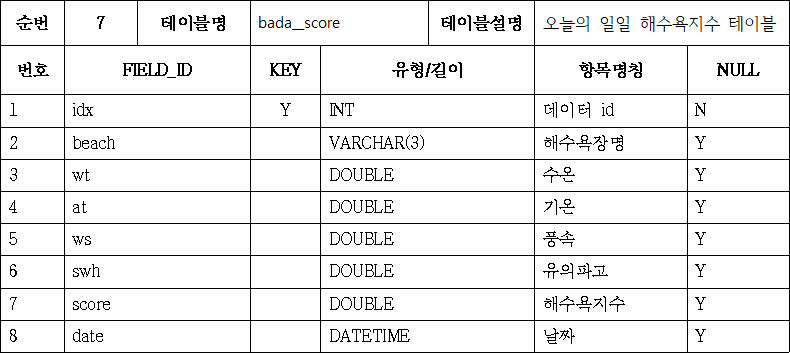 순번 7 테이블명 bada_score 테이블설명 오늘의 일일 해수욕지수 테이블
번호 FIELD_ID KEY 유형/길이 항목명칭 NULL
1 idx Y INT 데이터 id N
2 beach VARCHAR(3) 해수욕장명 Y
3 wt DOUBLE 수온 Y
4 at DOUBLE 기온 Y
5 ws DOUBLE 풍속 Y
6 swh DOUBLE 유의파고 Y
7 score DOUBLE 해수욕지수 Y
8 date DATETIME 날짜 Y